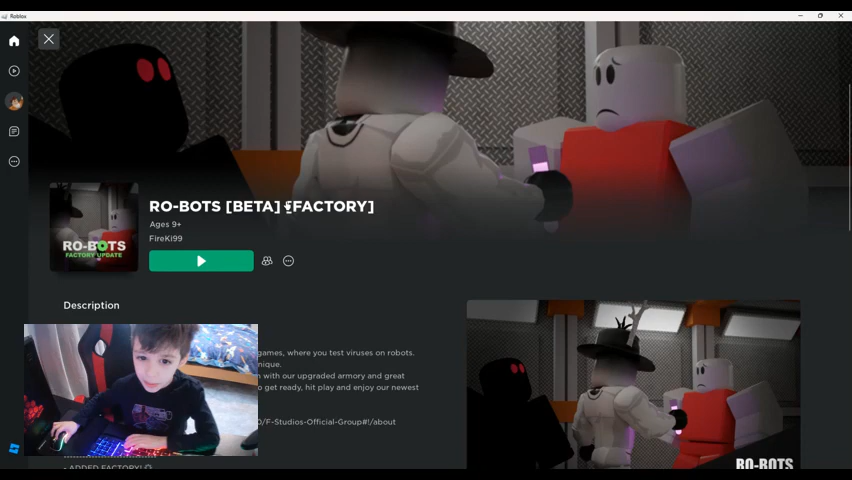 Roblox
RO-BOTS [BETA] [FACTORY]
Ages 9+
FireKi99
RO-BOTS
FACTORY UPDATE
Description
games, where you test viruses on robots.
nique.
n with our upgraded armory and great
o get ready, hit play and enjoy our newest
0/F-Studios-Official-Group#!/about
• ADDED FACTORY!
RO-BOTS